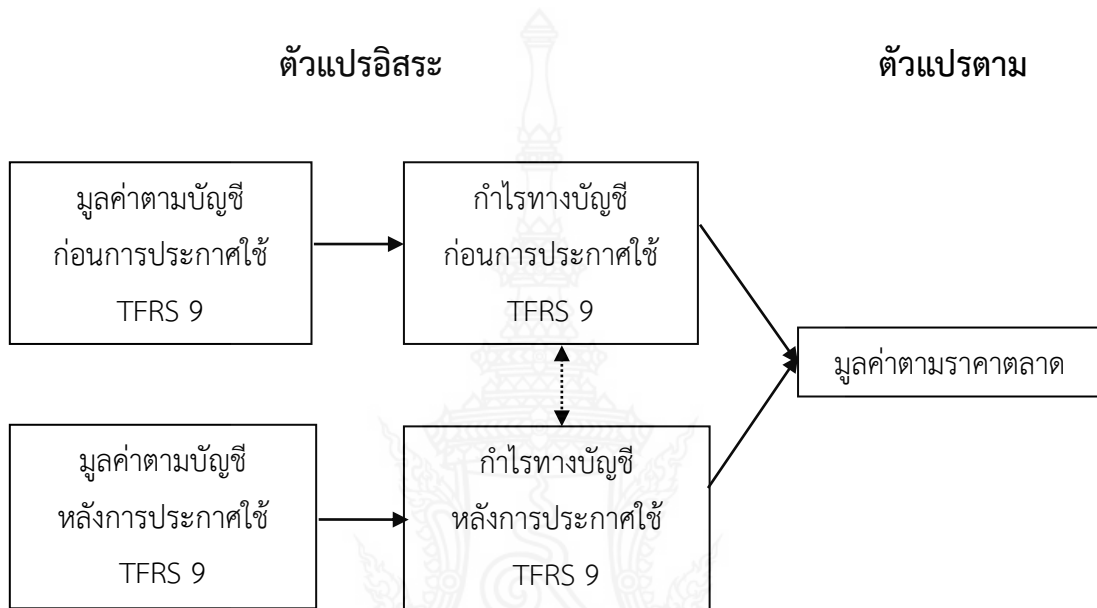 ตัวแปรอิสระ
ตัวแปรตาม
มูลค่าตามบัญชี
ก่อนการประกาศใช้
TFRS 9
กำไรทางบัญชี
ก่อนการประกาศใช้
TFRS 9
มูลค่าตามราคาตลาด
มูลค่าตามบัญชี
หลังการประกาศใช้
TFRS 9
กำไรทางบัญชี
หลังการประกาศใช้
TFRS 9